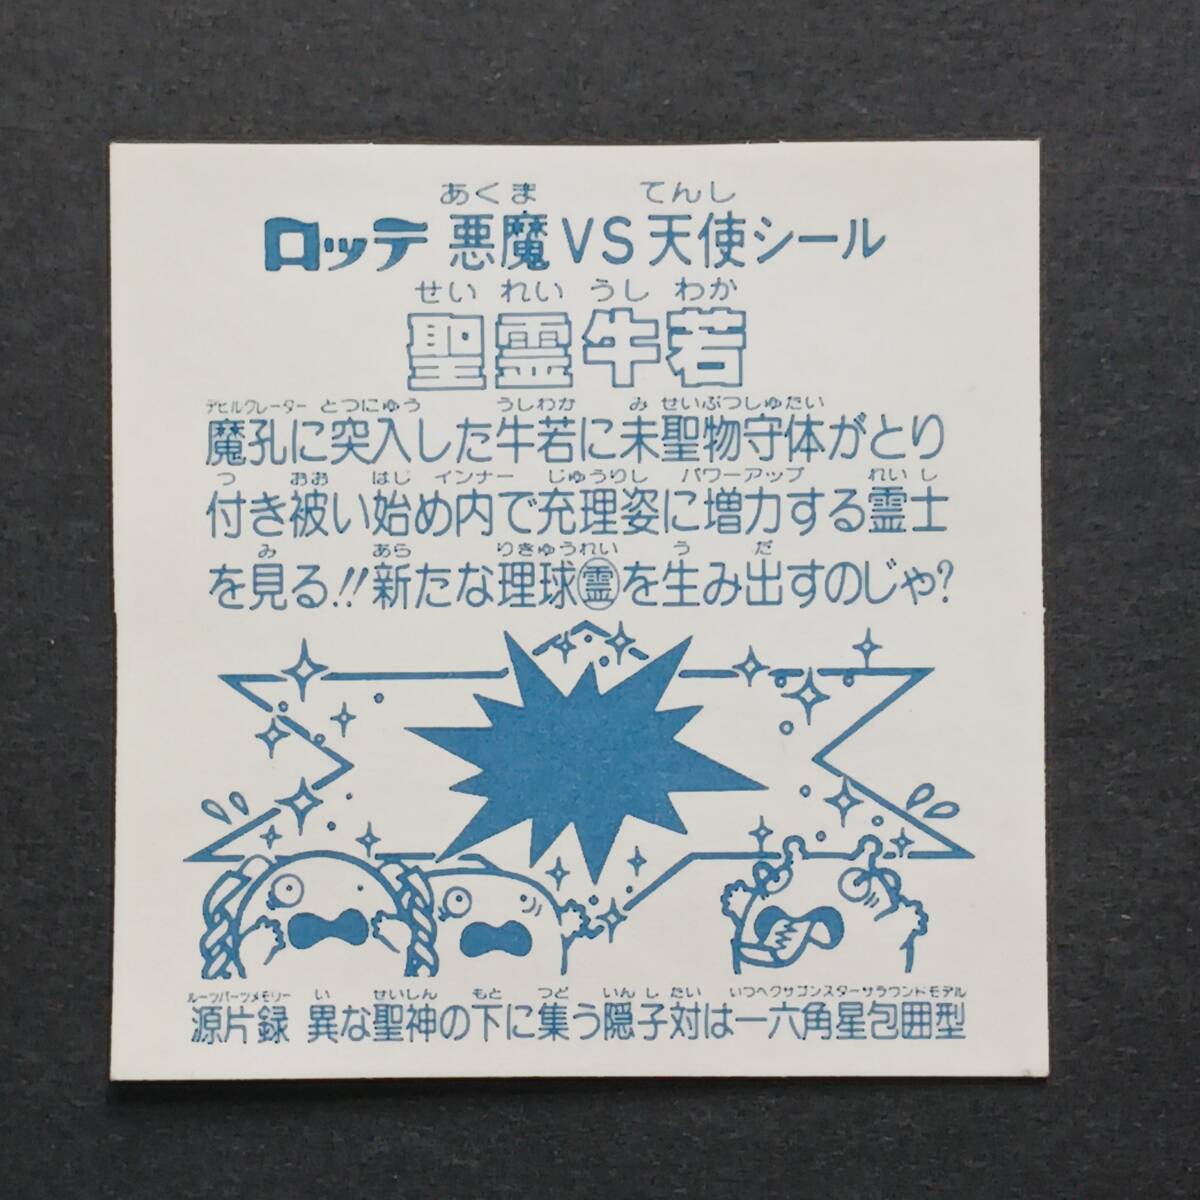 あくま てんし
ロッテ 悪魔VS天使シール
せい れい うし わか
聖霊牛若
デビルクレーター とつにゅう うしわか み せいぶつしゅたい
魔孔に突入した牛若に未聖物守体がとり
つ おお はじ インナー じゅうりし パワーアップ れいし
付き被い始め内で充理姿に増力する霊士
み あら りきゅうれい う だ
を見る!!新たな理球㊇霊を生み出すのじゃ?
ルーツパーツメモリー い せいしん もと つど いんし たい いつヘクサゴンスターサラウンドモデル
源片録 異な聖神の下に集う隠子対は一六角星包囲型